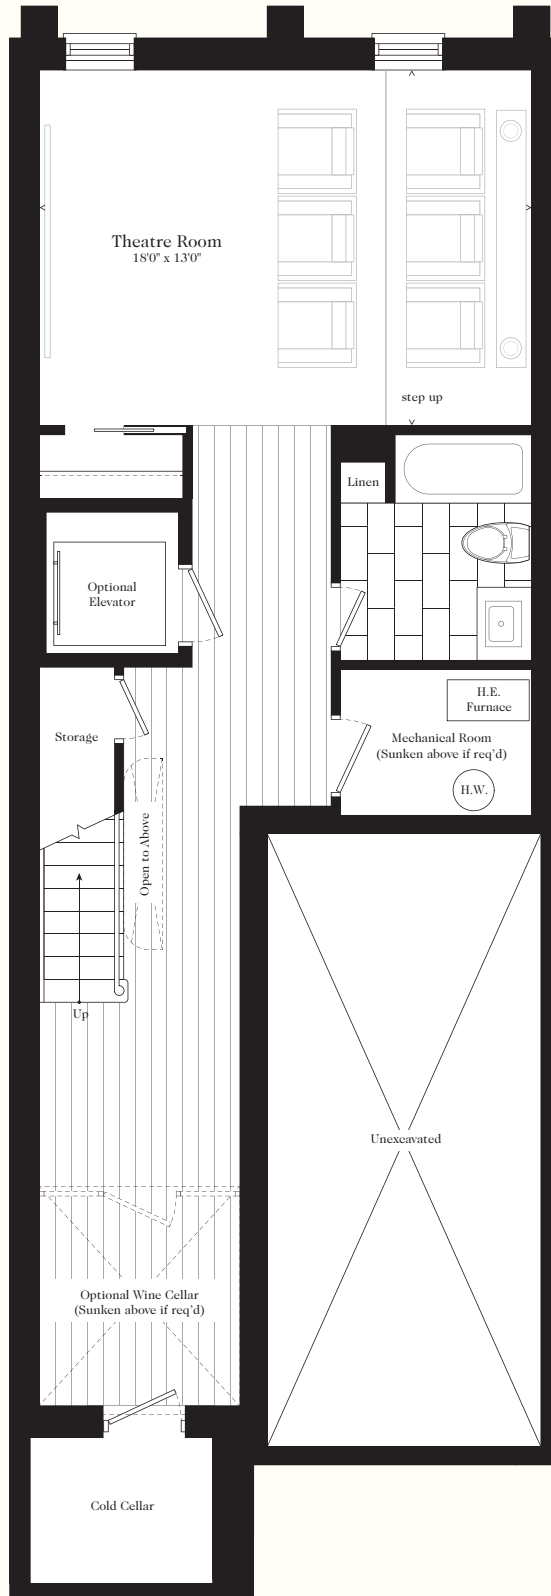 Theatre Room
18'0" x 13'0"
step up
Linen
Optional
Elevator
H.E.
Furnace
Storage
Mechanical Room
(Sunken above if req'd)
H.W.
Open to Above
Up
Unexcavated
Optional Wine Cellar
(Sunken above if req'd)
Cold Cellar